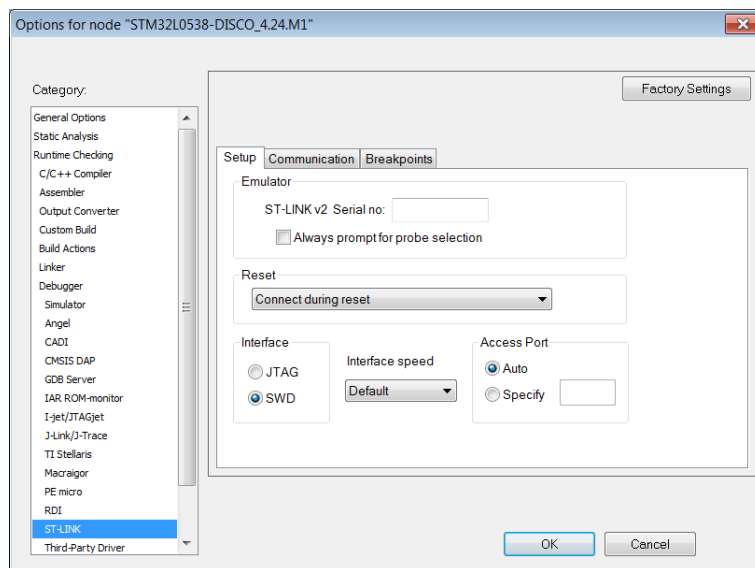 Options for node "STM32L0538-DISCO_4.24.M1"
Category:
Factory Settings
General Options
Static Analysis
Runtime Checking
C/C++ Compiler
Assembler
Output Converter
Custom Build
Build Actions
Linker
Debugger
Simulator
Angel
CADI
CMSIS DAP
GDB Server
IAR ROM-monitor
I-jet/JTAGjet
J-Link/J-Trace
TI Stellaris
Macraigor
PE micro
RDI
ST-LINK
Third-Party Driver
Setup Communication Breakpoints
Emulator
ST-LINK v2 Serial no:
Always prompt for probe selection
Reset
Connect during reset
Interface
JTAG
SWD
Interface speed
Default
Access Port
Auto
Specify
OK Cancel